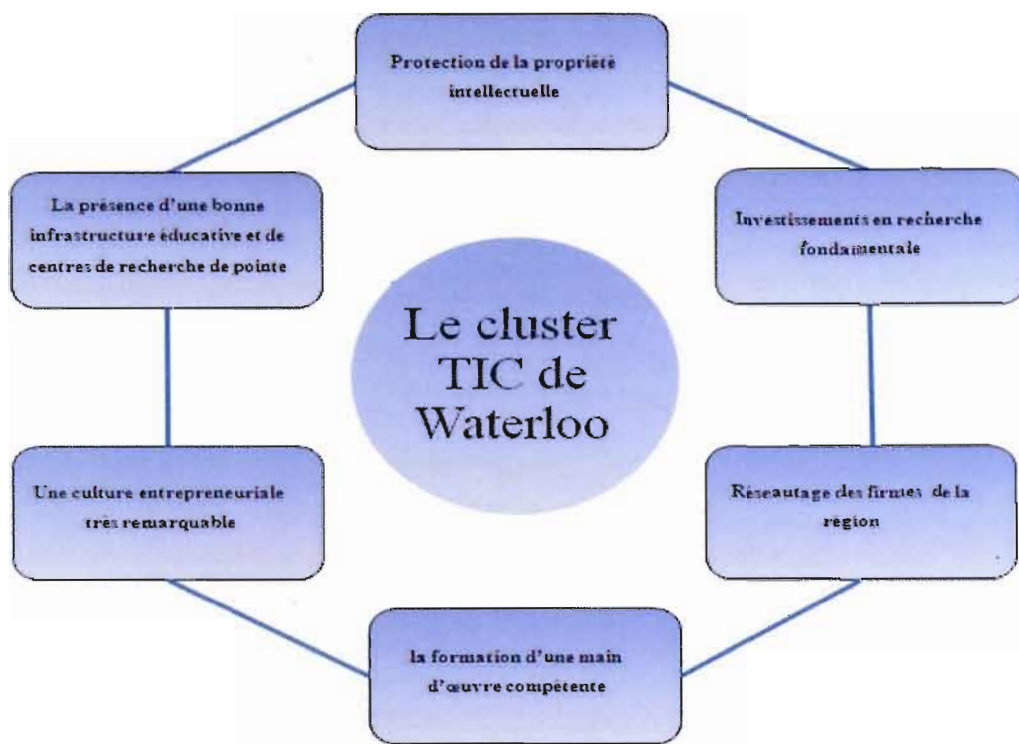 Protection de la propriété
intellectuelle
La présence d'une bonne
infrastructure éducative et de
centres de recherche de pointe
Investissements en recherche
fondamentale
Le cluster
TIC de
Waterloo
Une culture entrepreneuriale
très remarquable
Réseautage des firmes de la
région
la formation d'une main
d'œuvre compétente